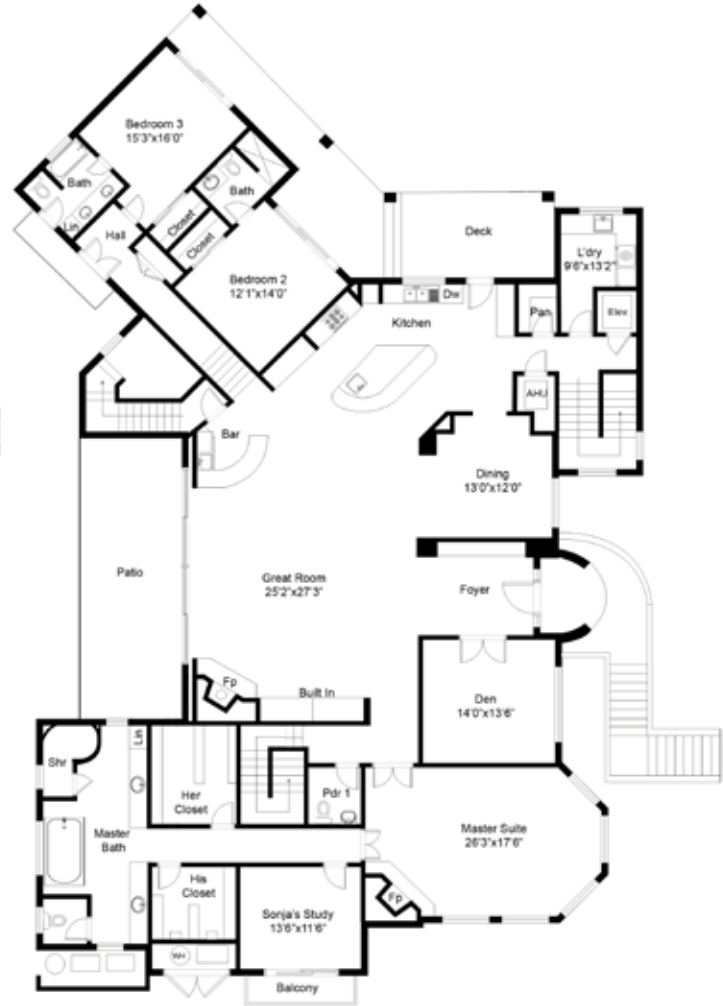 Bedroom 3
15'3"x16'0"
Bath
Bath
Lin
Closet
Hall
Closet
Bedroom 2
12'1"x14'0"
Deck
L'dry
9'6"x13'2"
Dw
Pan
Elev.
Kitchen
AHU
Bar
Dining
13'0"x12'0"
Patio
Great Room
25'2"x27'3"
Foyer
Fp
Built In
Den
14'0"x13'6"
Lin
Shr
Her
Closet
Pdr 1
Master
Bath
Master Suite
26'3"x17'6"
His
Closet
Fp
Sonja's Study
13'6"x11'6"
WH
Balcony